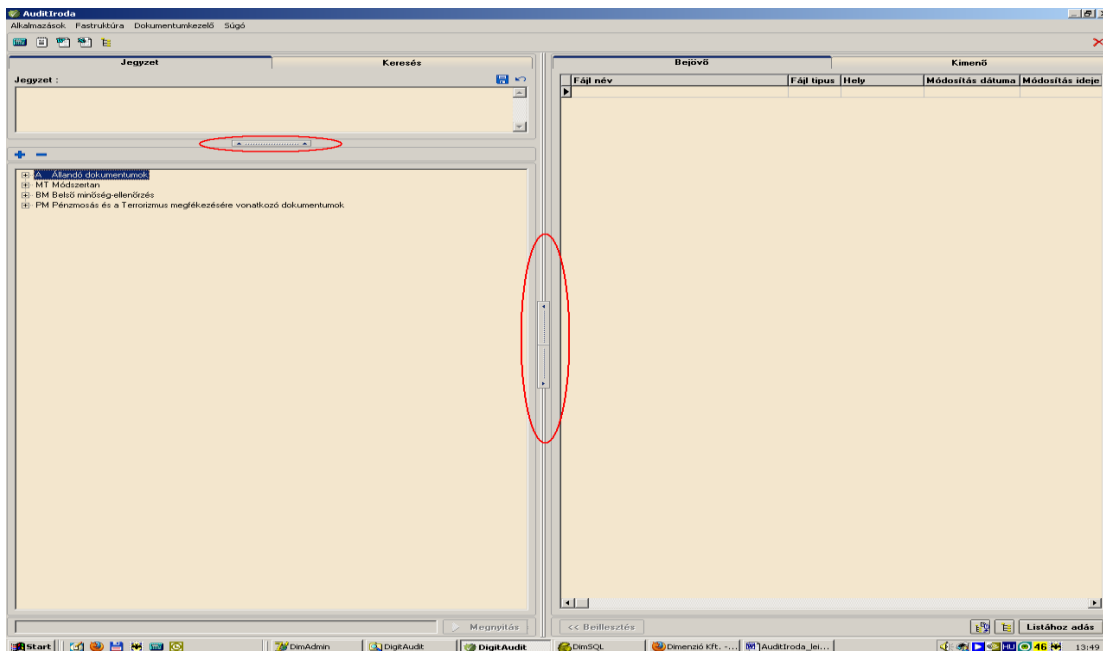 AuditIroda
Alkalmazások Fastruktúra Dokumentumkezelő Súgó
Jegyzet Keresés
Jegyzet :
A Állandó dokumentumok
MT Módszertan
BM Belső minőség-ellenőrzés
PM Pénzmosás és a Terrorizmus megfékezésére vonatkozó dokumentumok
Megnyitás
Bejövő Kimenő
Fájl név Fájl típus Hely Módosítás dátuma Módosítás ideje
<< Beillesztés Listához adás
Start DimAdmin DigitAudit DigitAudit DimSQL Dimenzió Kft. -... AuditIroda_lei... HU 46 13:49